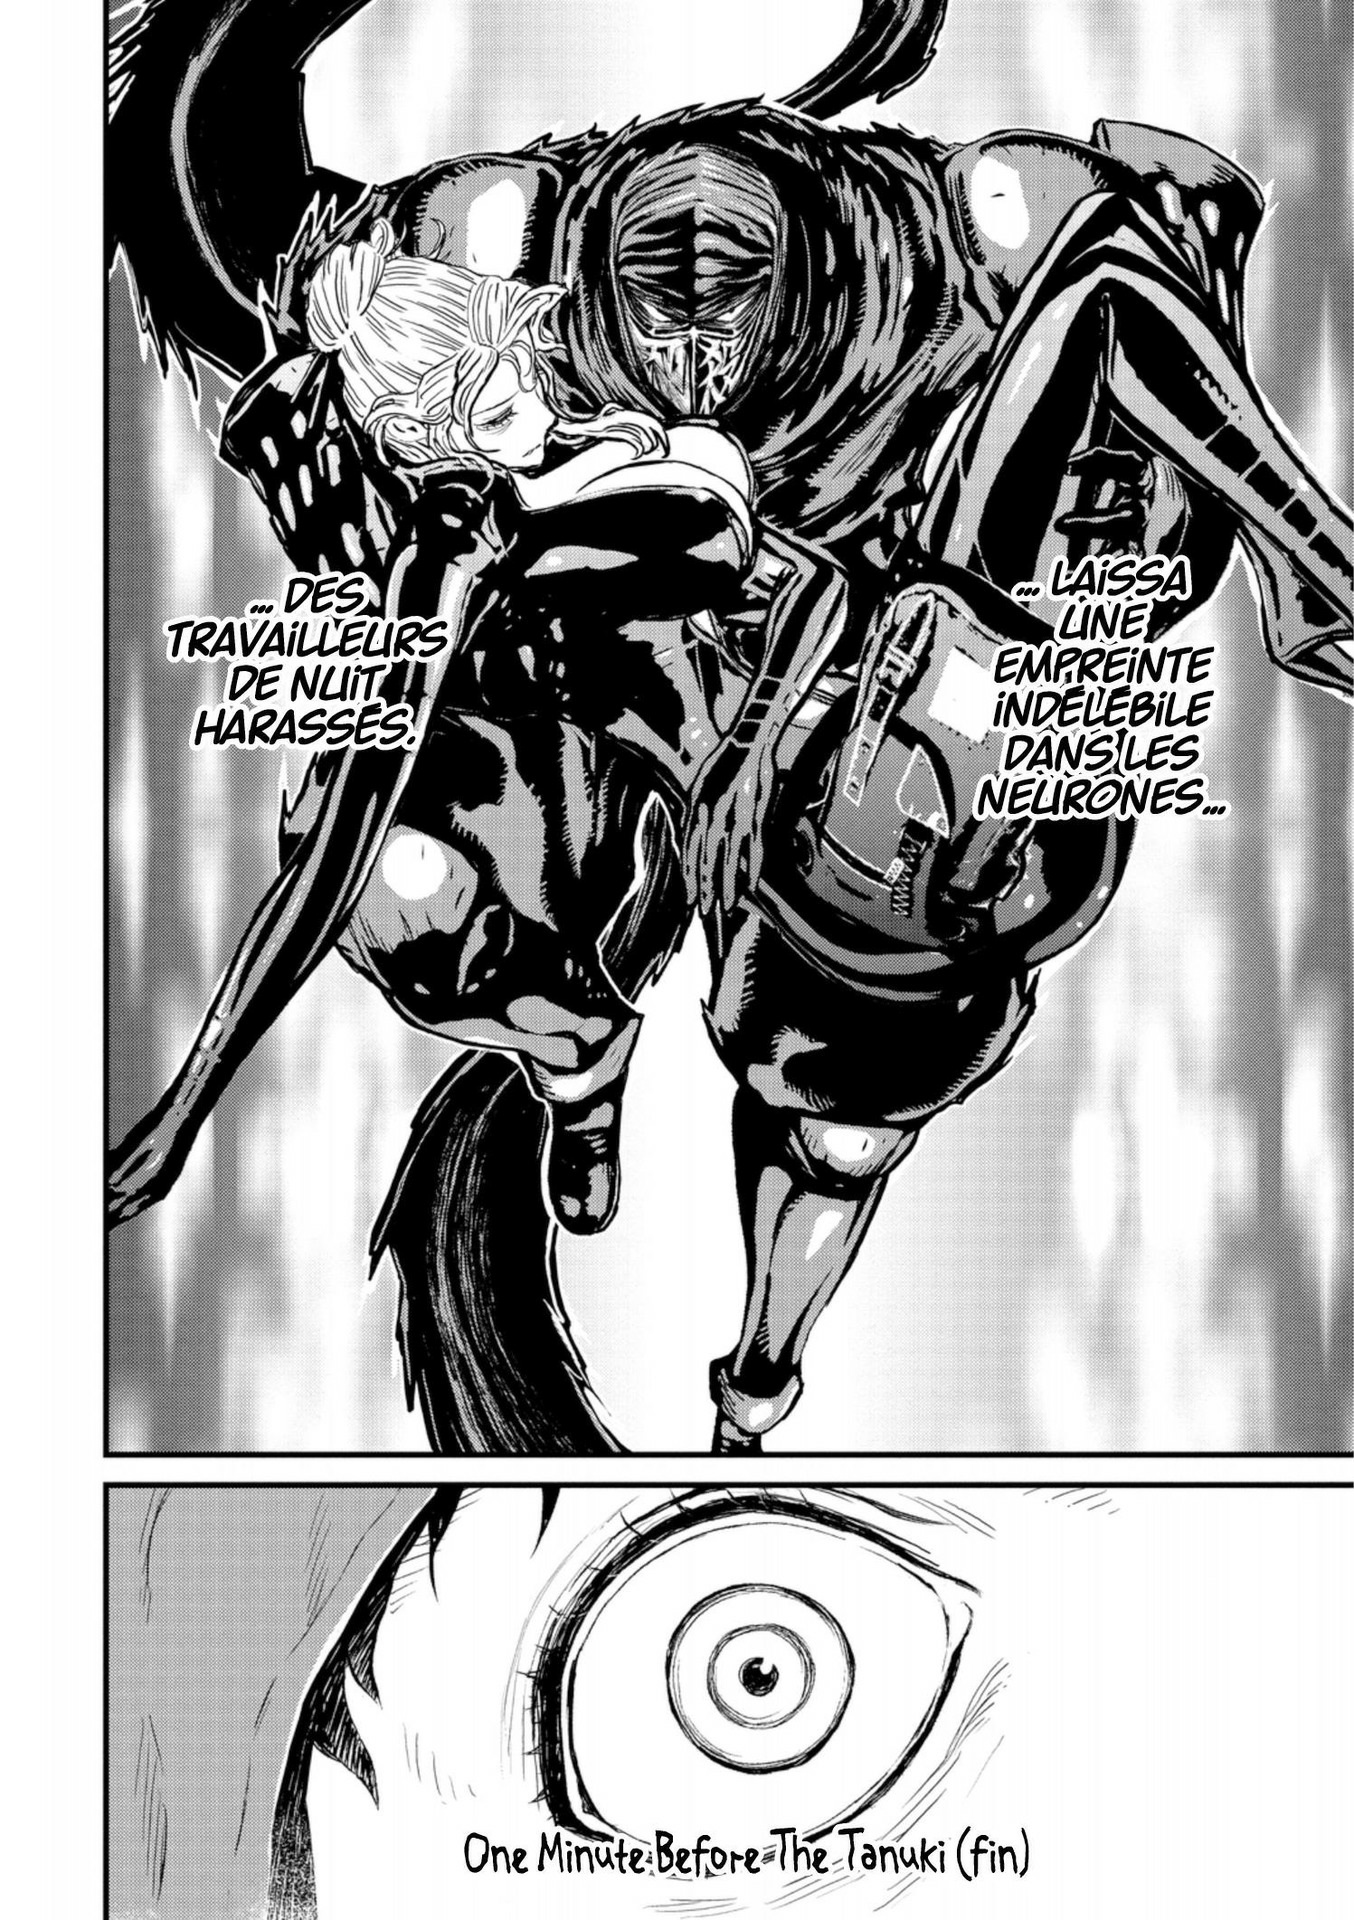 ... LAISSA
UNE
EMPREINTE
INDÉLÉBILE
DANS LES
NEURONES...
... DES
TRAVAILLEURS
DE NUIT
HARASSÉS.
One Minute Before The Tanuki (fin)